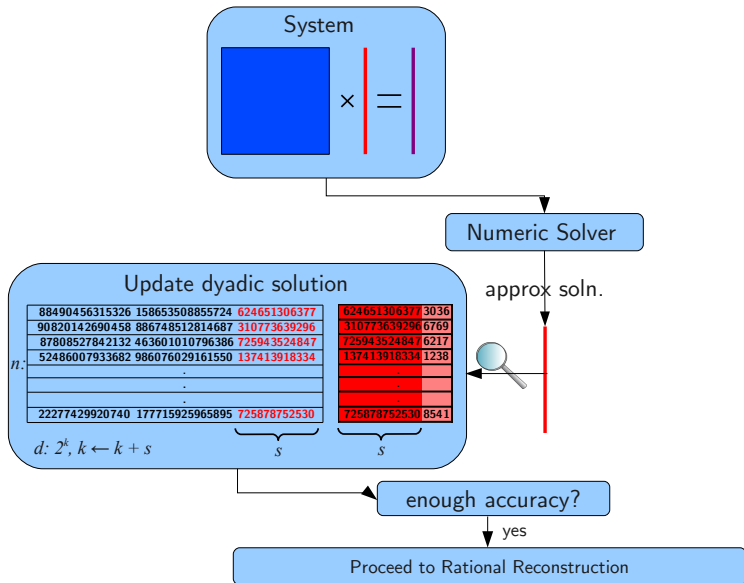 System
× =
Numeric Solver
approx soln.
Update dyadic solution
88490456315326 158653508855724 624651306377 624651306377 3036
90820142690458 886748512814687 310773639296 310773639296 6769
87808527842132 463601010796386 725943524847 725943524847 6217
52486007933682 986076029161550 137413918334 137413918334 1238
n:
. .
. .
. .
22277429920740 177715925965895 725878752530 725878752530 8541
s s
d: 2^k, k ← k + s
enough accuracy?
yes
Proceed to Rational Reconstruction